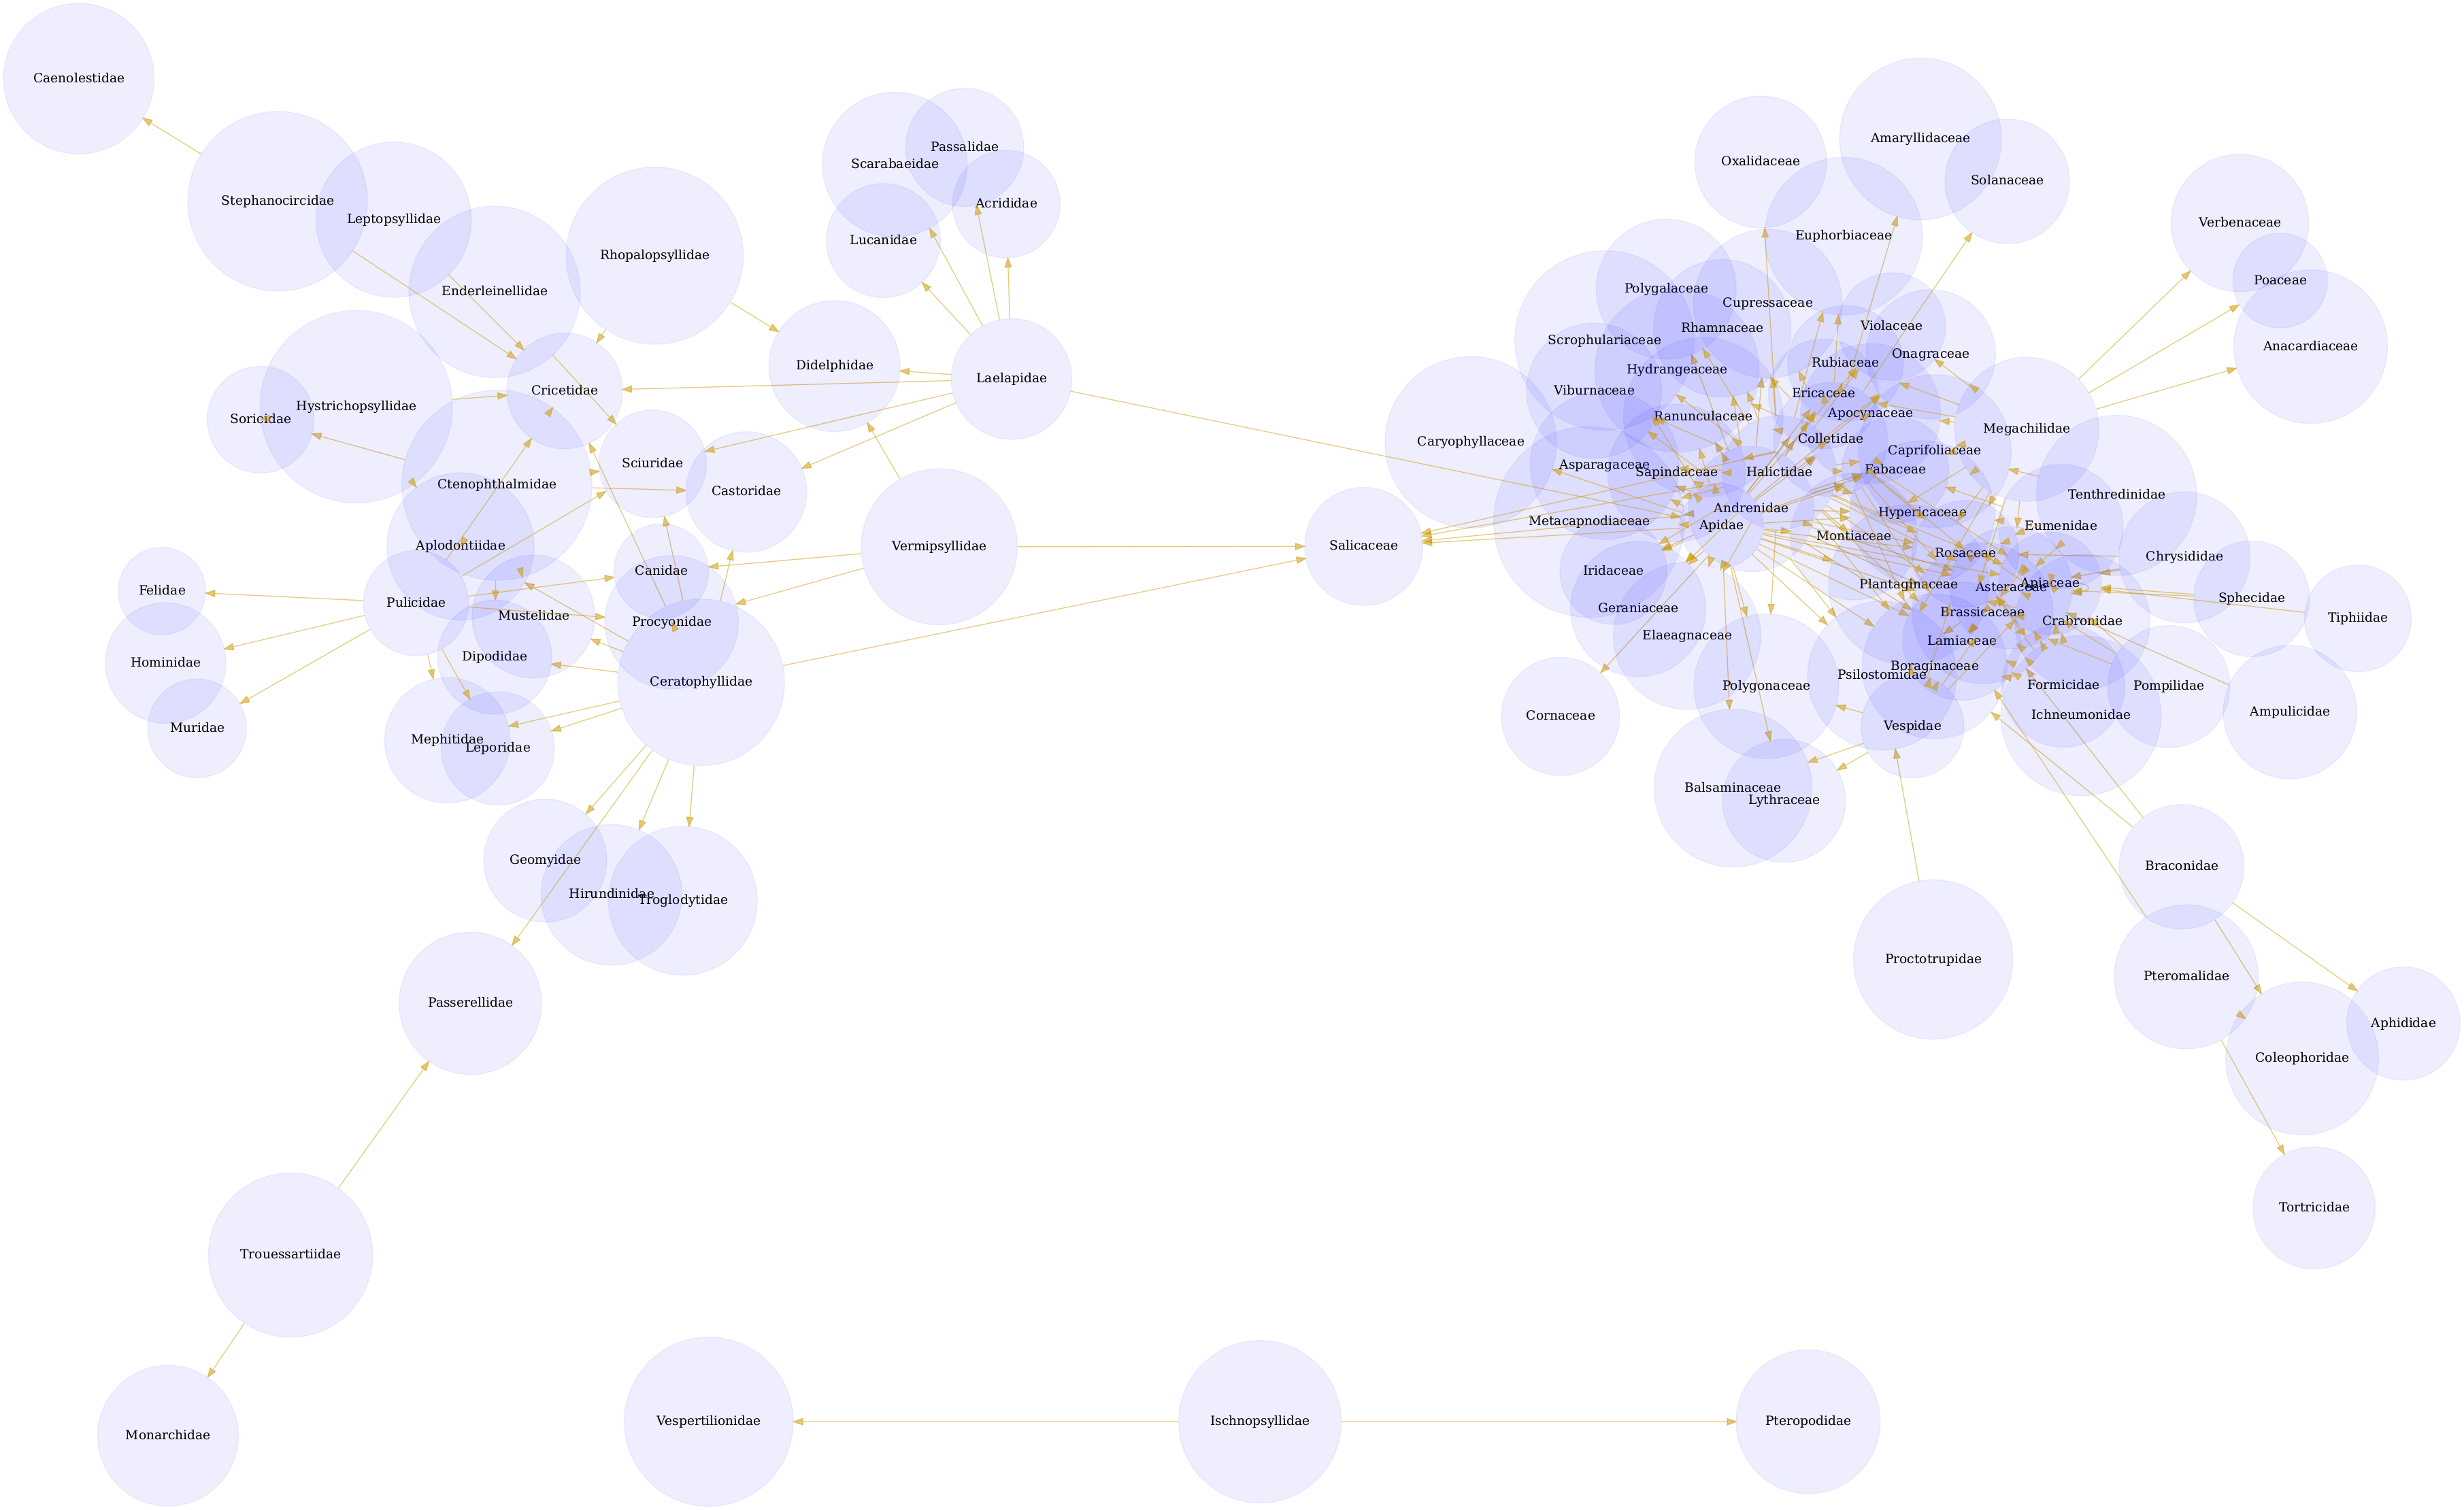 Caenolestidae
Stephanocircidae
Leptopsyllidae
Enderleinellidae
Rhopalopsyllidae
Scarabaeidae
Passalidae
Acrididae
Lucanidae
Didelphidae
Laelapidae
Cricetidae
Hystrichopsyllidae
Soricidae
Sciuridae
Ctenophthalmidae
Castoridae
Aplodontiidae
Vermipsyllidae
Canidae
Felidae
Pulicidae
Mustelidae
Procyonidae
Hominidae
Dipodidae
Ceratophyllidae
Muridae
Mephitidae
Leporidae
Geomyidae
Hirundinidae
Troglodytidae
Passerellidae
Trouessartiidae
Monarchidae
Vespertilionidae
Ischnopsyllidae
Pteropodidae
Oxalidaceae
Amaryllidaceae
Solanaceae
Euphorbiaceae
Verbenaceae
Poaceae
Anacardiaceae
Polygalaceae
Cupressaceae
Rhamnaceae
Violaceae
Scrophulariaceae
Onagraceae
Hydrangeaceae
Rubiaceae
Viburnaceae
Ericaceae
Ranunculaceae
Apocynaceae
Megachilidae
Caryophyllaceae
Colletidae
Caprifoliaceae
Asparagaceae
Sapindaceae
Halictidae
Fabaceae
Tenthredinidae
Andrenidae
Hypericaceae
Metacapnodiaceae
Apidae
Eumenidae
Montiaceae
Salicaceae
Rosaceae
Chrysididae
Iridaceae
Plantaginaceae
Asteraceae
Apiaceae
Sphecidae
Geraniaceae
Brassicaceae
Crabronidae
Tiphiidae
Elaeagnaceae
Lamiaceae
Boraginaceae
Psilostomidae
Polygonaceae
Formicidae
Pompilidae
Cornaceae
Ichneumonidae
Ampulicidae
Vespidae
Balsaminaceae
Lythraceae
Braconidae
Proctotrupidae
Pteromalidae
Aphididae
Coleophoridae
Tortricidae